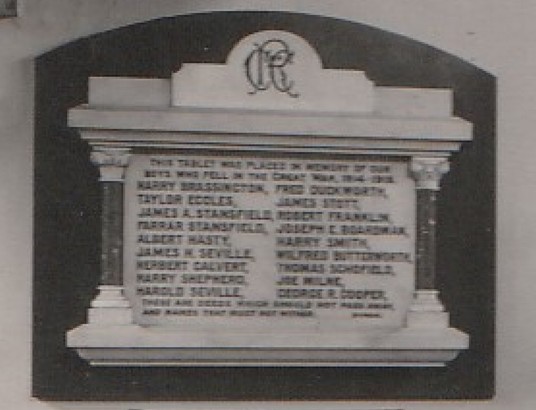 THIS TABLET WAS PLACED IN MEMORY OF OUR
BOYS WHO FELL IN THE GREAT WAR, 1914-1919.
HARRY BRASSINGTON, FRED DUCKWORTH,
TAYLOR ECCLES, JAMES STOTT,
JAMES A. STANSFIELD, ROBERT FRANKLIN,
FARRAR STANSFIELD, JOSEPH E. BOARDMAN,
ALBERT HASTY, HARRY SMITH,
JAMES H. SEVILLE, WILFRED BUTTERWORTH,
HERBERT CALVERT, THOMAS SCHOFIELD,
HARRY SHEPHERD, JOE MILNE,
HAROLD SEVILLE, GEORGE R. COOPER,
THESE ARE DEEDS WHICH SHOULD NOT PASS AWAY,
AND NAMES THAT MUST NOT WITHER.